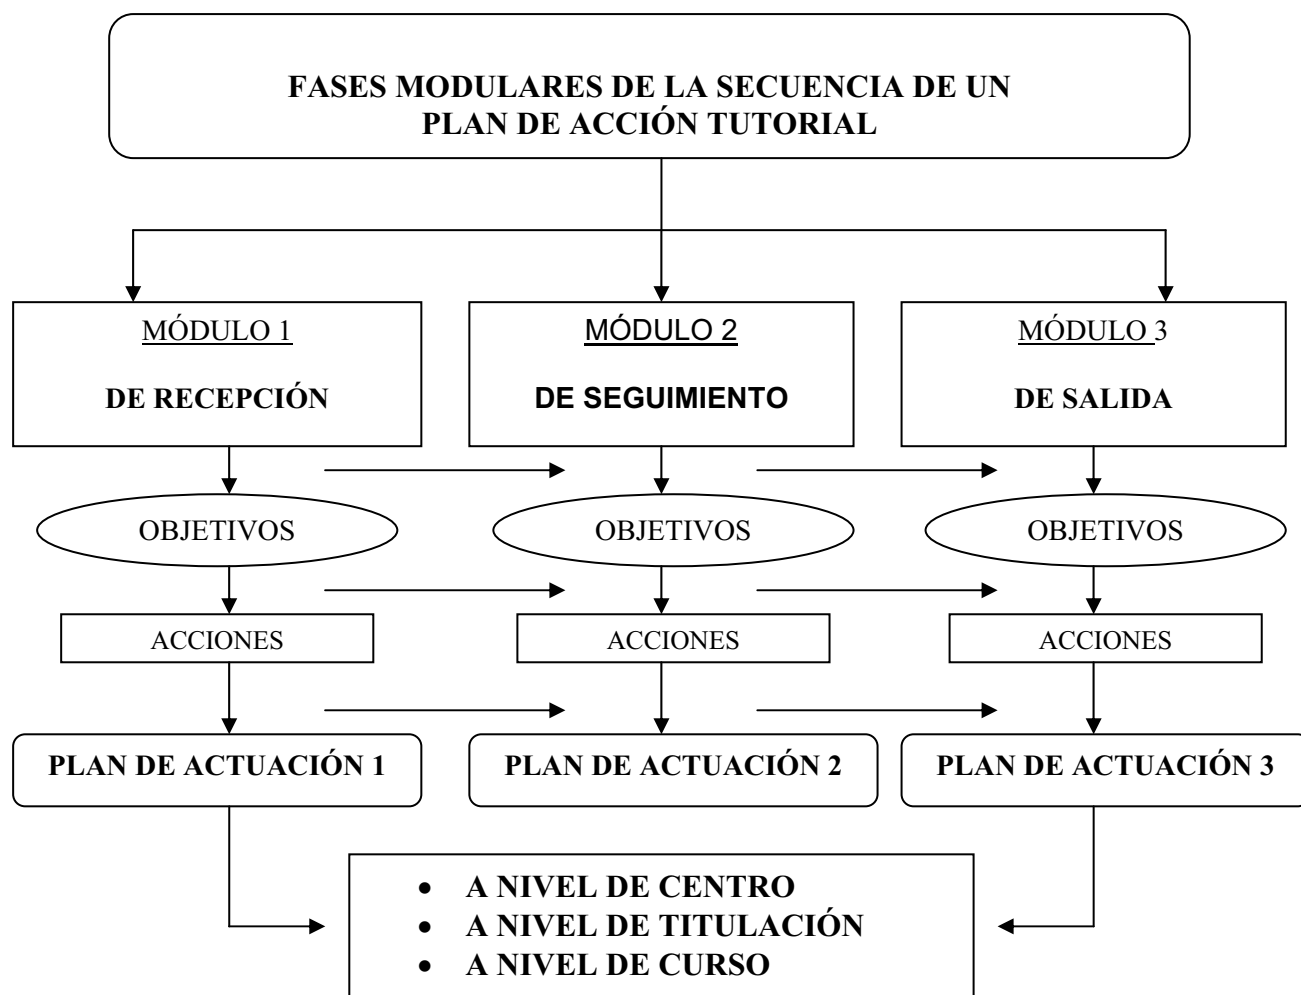 FASES MODULARES DE LA SECUENCIA DE UN
PLAN DE ACCIÓN TUTORIAL
MÓDULO 1
DE RECEPCIÓN
MÓDULO 2
DE SEGUIMIENTO
MÓDULO 3
DE SALIDA
OBJETIVOS
OBJETIVOS
OBJETIVOS
ACCIONES
ACCIONES
ACCIONES
PLAN DE ACTUACIÓN 1
PLAN DE ACTUACIÓN 2
PLAN DE ACTUACIÓN 3
• A NIVEL DE CENTRO
• A NIVEL DE TITULACIÓN
• A NIVEL DE CURSO